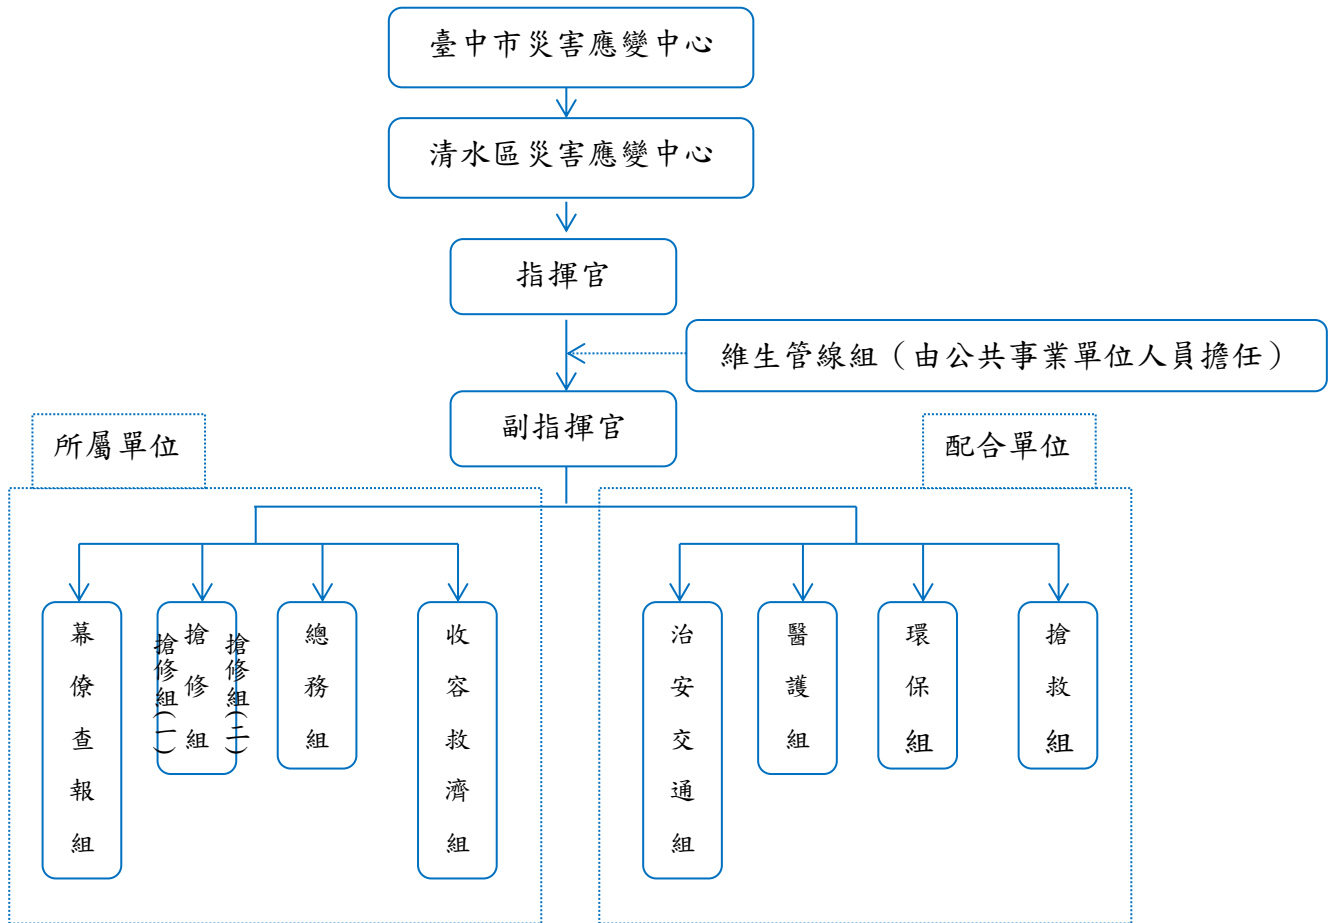 臺中市災害應變中心
清水區災害應變中心
指揮官
維生管線組（由公共事業單位人員擔任）
副指揮官
所屬單位
配合單位
幕僚查報組
搶修組(一)
搶修組
搶修組(二)
總務組
收容救濟組
治安交通組
醫護組
環保組
搶救組